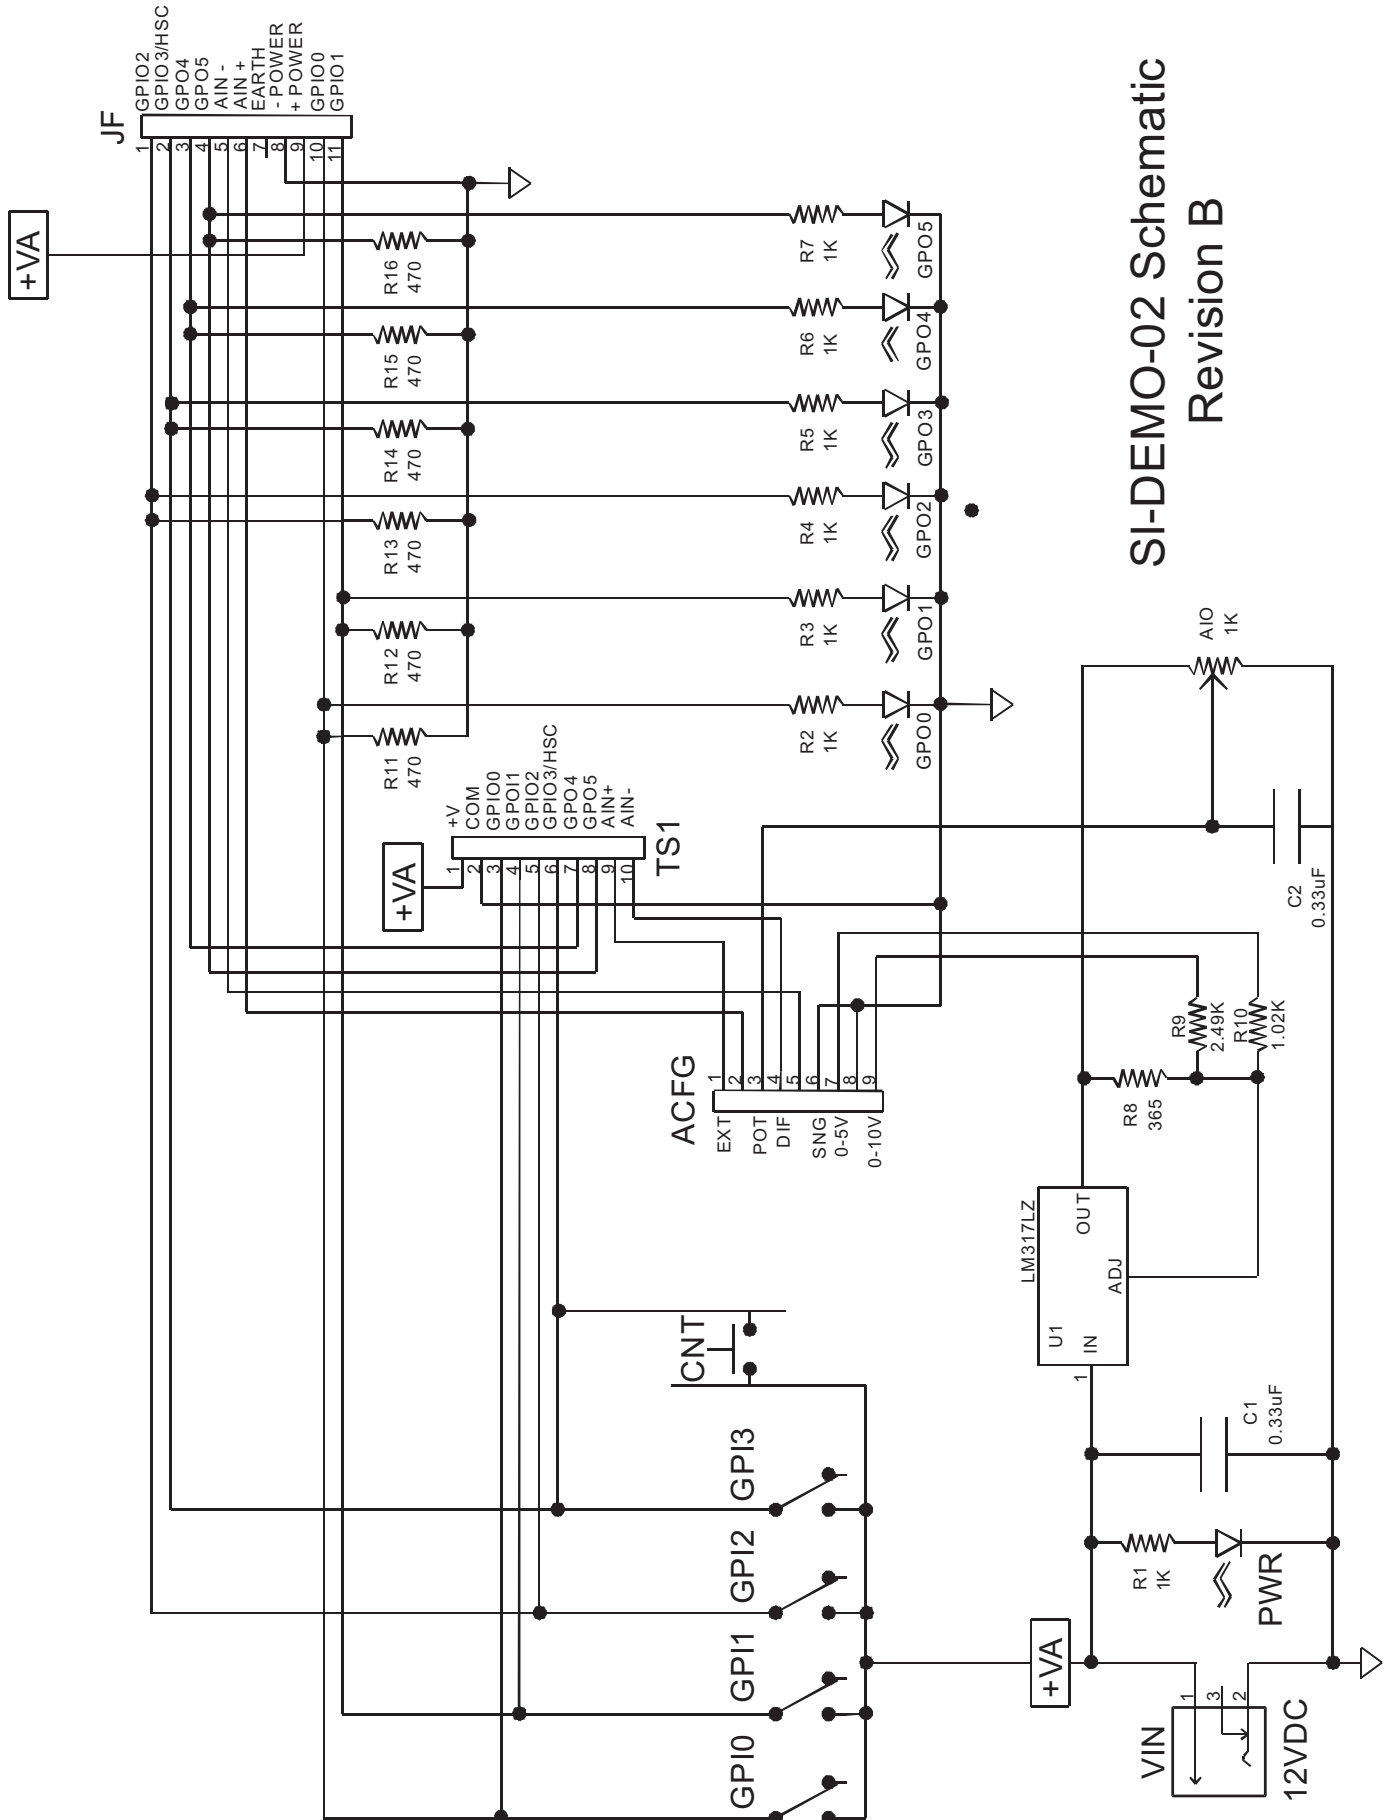 SI-DEMO-02 Schematic
Revision B
JF
GPIO2
GPIO3/HSC
GPO4
GPO5
AIN -
AIN +
EARTH
- POWER
+ POWER
GPIO0
GPIO1
1
2
3
4
5
6
7
8
9
10
11
+VA
R16
470
R15
470
R14
470
R13
470
R12
470
R11
470
R7
1K
GPO5
R6
1K
GPO4
R5
1K
GPO3
R4
1K
GPO2
R3
1K
GPO1
R2
1K
GPO0
+VA
TS1
+V
COM
GPIO0
GPOI1
GPIO2
GPIO3/HSC
GPO4
GPO5
AIN+
AIN-
1
2
3
4
5
6
7
8
9
10
ACFG
EXT
POT
DIF
SNG
0-5V
0-10V
1
2
3
4
5
6
7
8
9
AIO
1K
C2
0.33uF
R9
2.49K
R10
1.02K
R8
365
LM317LZ
U1
IN
OUT
ADJ
1
CNT
GPI3
GPI2
GPI1
GPI0
C1
0.33uF
R1
1K
PWR
+VA
VIN
12VDC
1
3
2